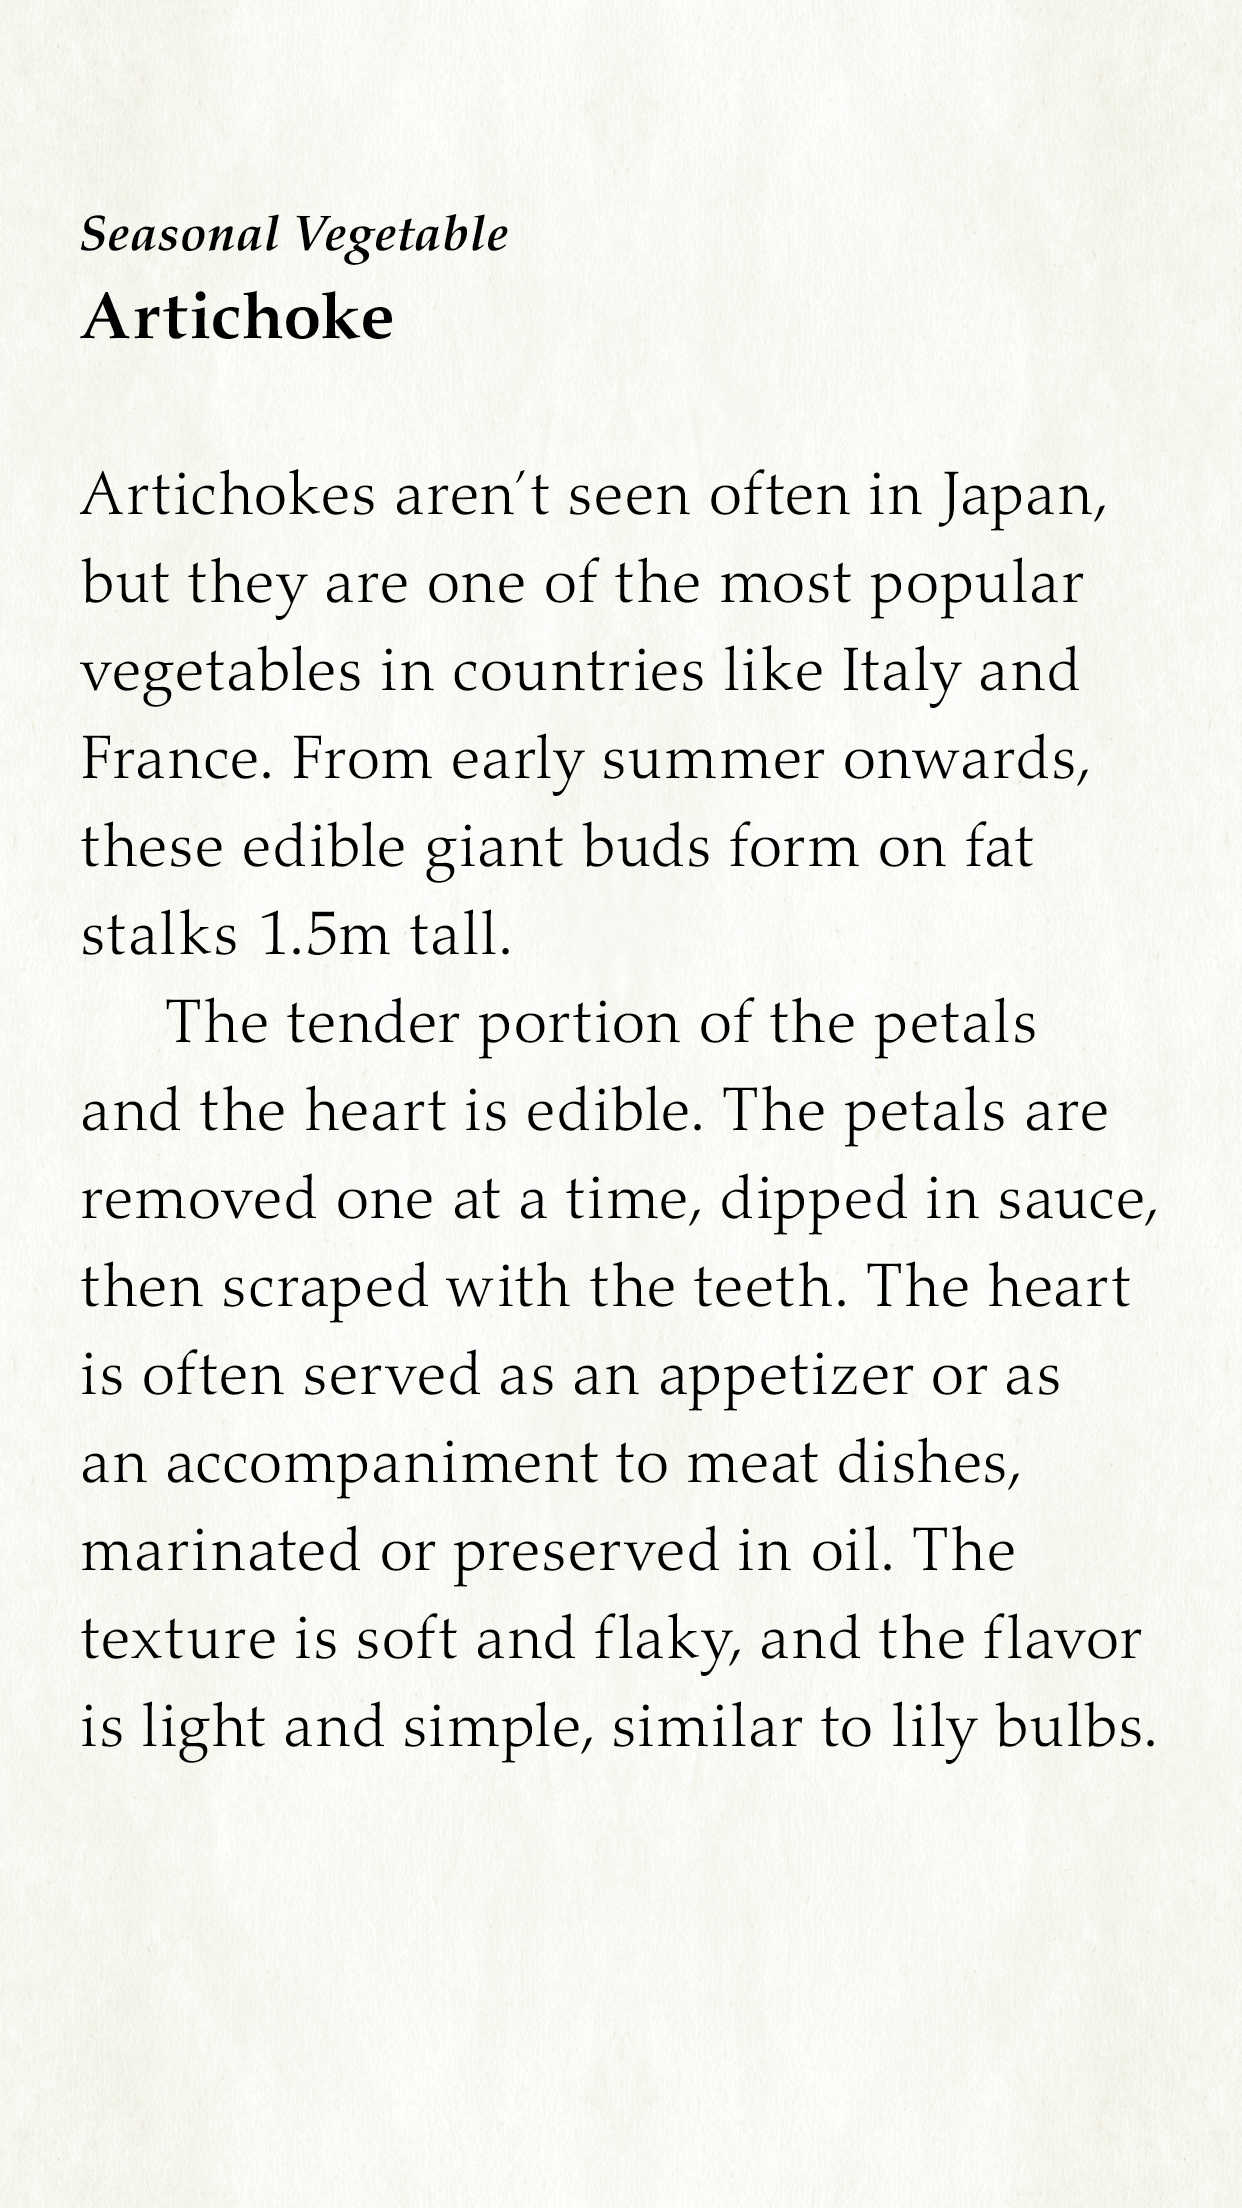 Seasonal Vegetable
Artichoke
Artichokes aren′t seen often in Japan,
but they are one of the most popular
vegetables in countries like Italy and
France. From early summer onwards,
these edible giant buds form on fat
stalks 1.5m tall.
The tender portion of the petals
and the heart is edible. The petals are
removed one at a time, dipped in sauce,
then scraped with the teeth. The heart
is often served as an appetizer or as
an accompaniment to meat dishes,
marinated or preserved in oil. The
texture is soft and flaky, and the flavor
is light and simple, similar to lily bulbs.